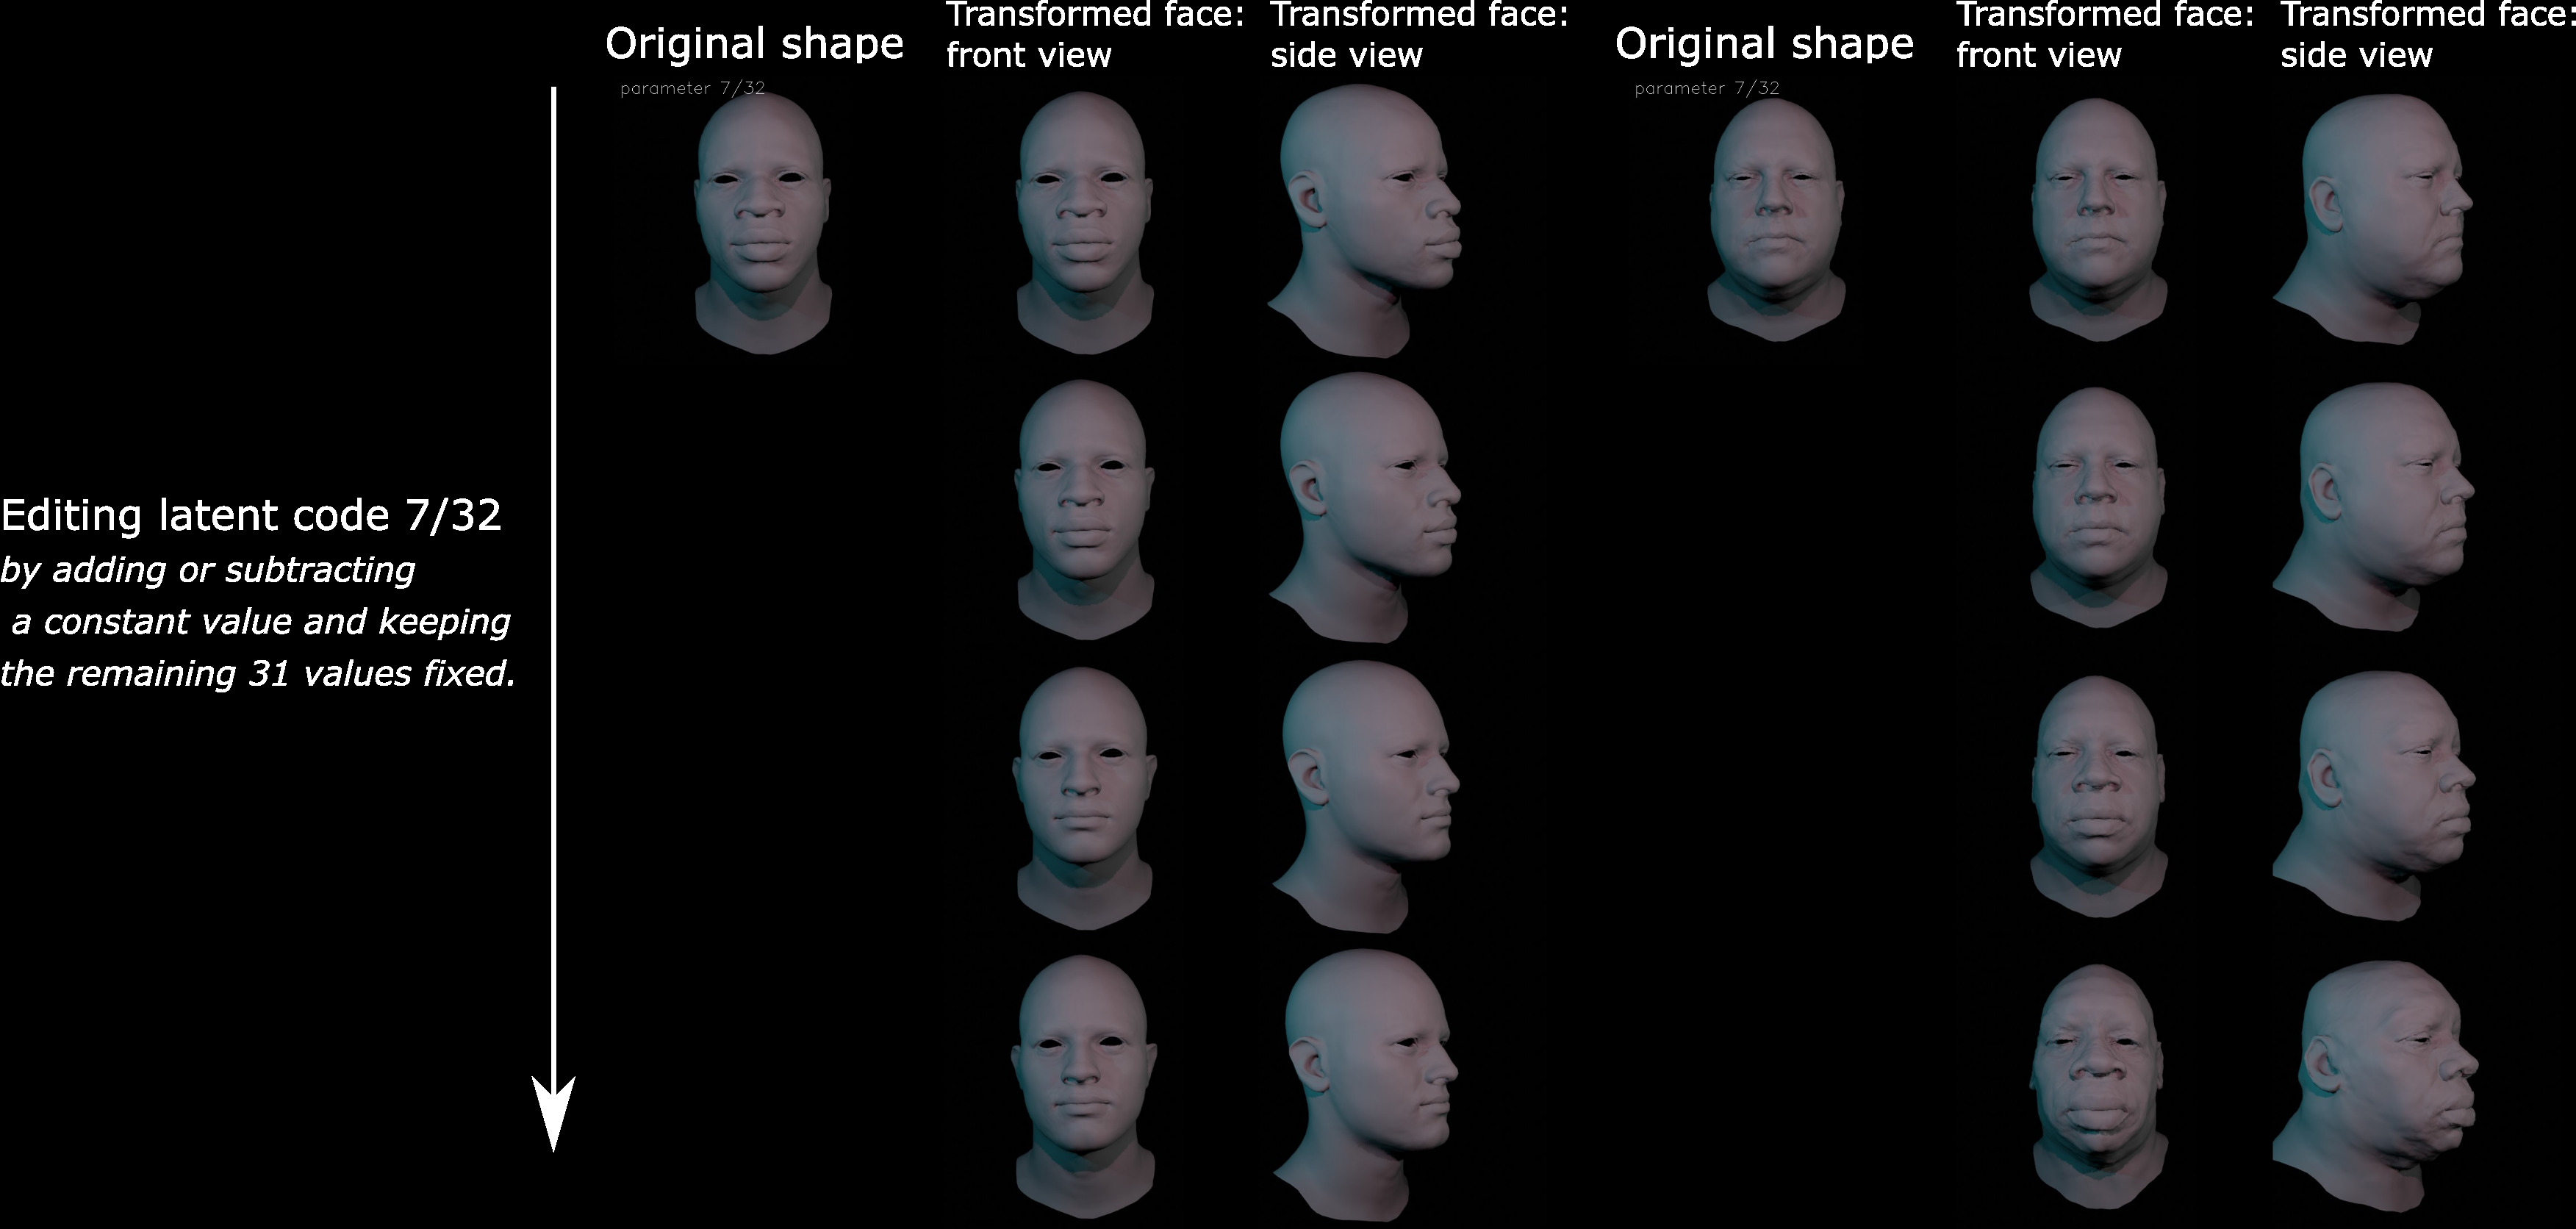 Original shape
Transformed face:
front view
Transformed face:
side view
Original shape
Transformed face:
front view
Transformed face:
side view
parameter 7/32
parameter 7/32
Editing latent code 7/32
by adding or subtracting
a constant value and keeping
the remaining 31 values fixed.